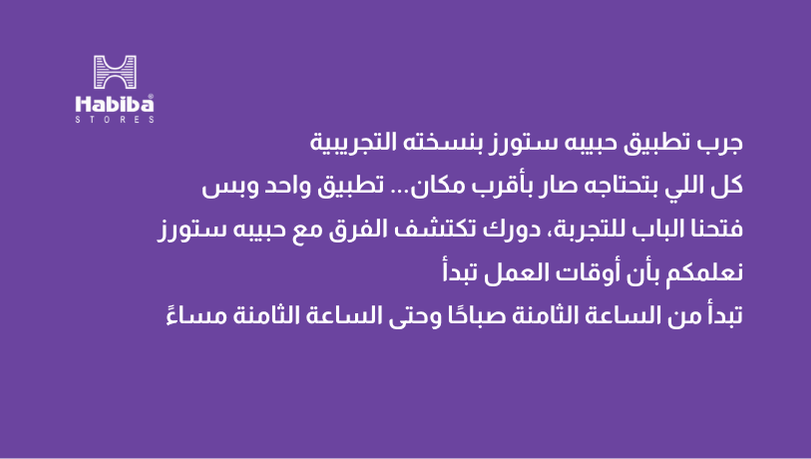 Habiba®
STORES
جرب تطبيق حبيبه ستورز بنسخته التجريبية
كل اللي بتحتاجه صار بأقرب مكان... تطبيق واحد وبس
فتحنا الباب للتجربة، دورك تكتشف الفرق مع حبيبه ستورز
نعلمكم بأن أوقات العمل تبدأ
تبدأ من الساعة الثامنة صباحًا وحتى الساعة الثامنة مساءً